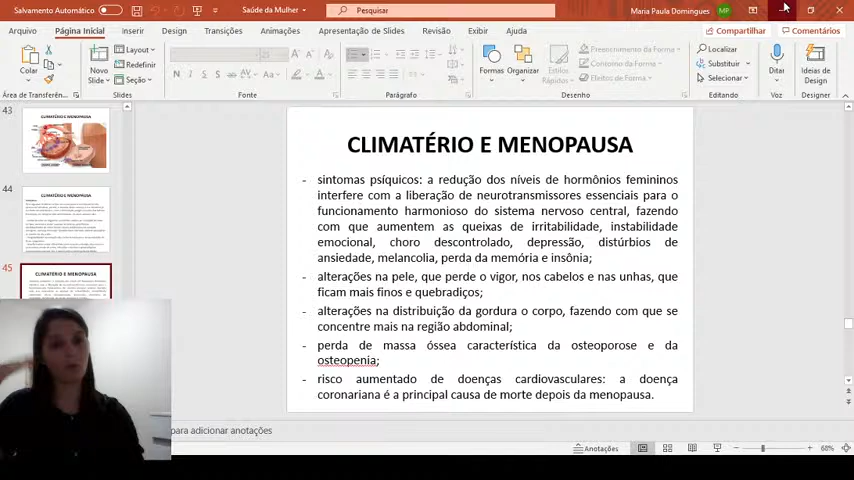 Salvamento Automático
Saúde da Mulher
Pesquisar
Maria Paula Domingues
MP
Arquivo
Página Inicial
Inserir
Design
Transições
Animações
Apresentação de Slides
Revisão
Exibir
Ajuda
Compartilhar
Comentários
Colar
Novo
Slide
Layout
Redefinir
Seção
N I S
Aa
A
Formas
Organizar
Estilos
Rápidos
Preenchimento da Forma
Contorno da Forma
Efeitos de Forma
Localizar
Substituir
Selecionar
Ditar
Ideias de
Design
Área de Transferên...
Slides
Fonte
Parágrafo
Desenho
Editando
Voz
Designer
43
CLIMATÉRIO E MENOPAUSA
44
CLIMATÉRIO E MENOPAUSA
45
CLIMATÉRIO E MENOPAUSA
CLIMATÉRIO E MENOPAUSA
- sintomas psíquicos: a redução dos níveis de hormônios femininos
interfere com a liberação de neurotransmissores essenciais para o
funcionamento harmonioso do sistema nervoso central, fazendo
com que aumentem as queixas de irritabilidade, instabilidade
emocional, choro descontrolado, depressão, distúrbios de
ansiedade, melancolia, perda da memória e insônia;
- alterações na pele, que perde o vigor, nos cabelos e nas unhas, que
ficam mais finos e quebradiços;
- alterações na distribuição da gordura o corpo, fazendo com que se
concentre mais na região abdominal;
- perda de massa óssea característica da osteoporose e da
osteopenia;
- risco aumentado de doenças cardiovasculares: a doença
coronariana é a principal causa de morte depois da menopausa.
para adicionar anotações
Anotações
68%